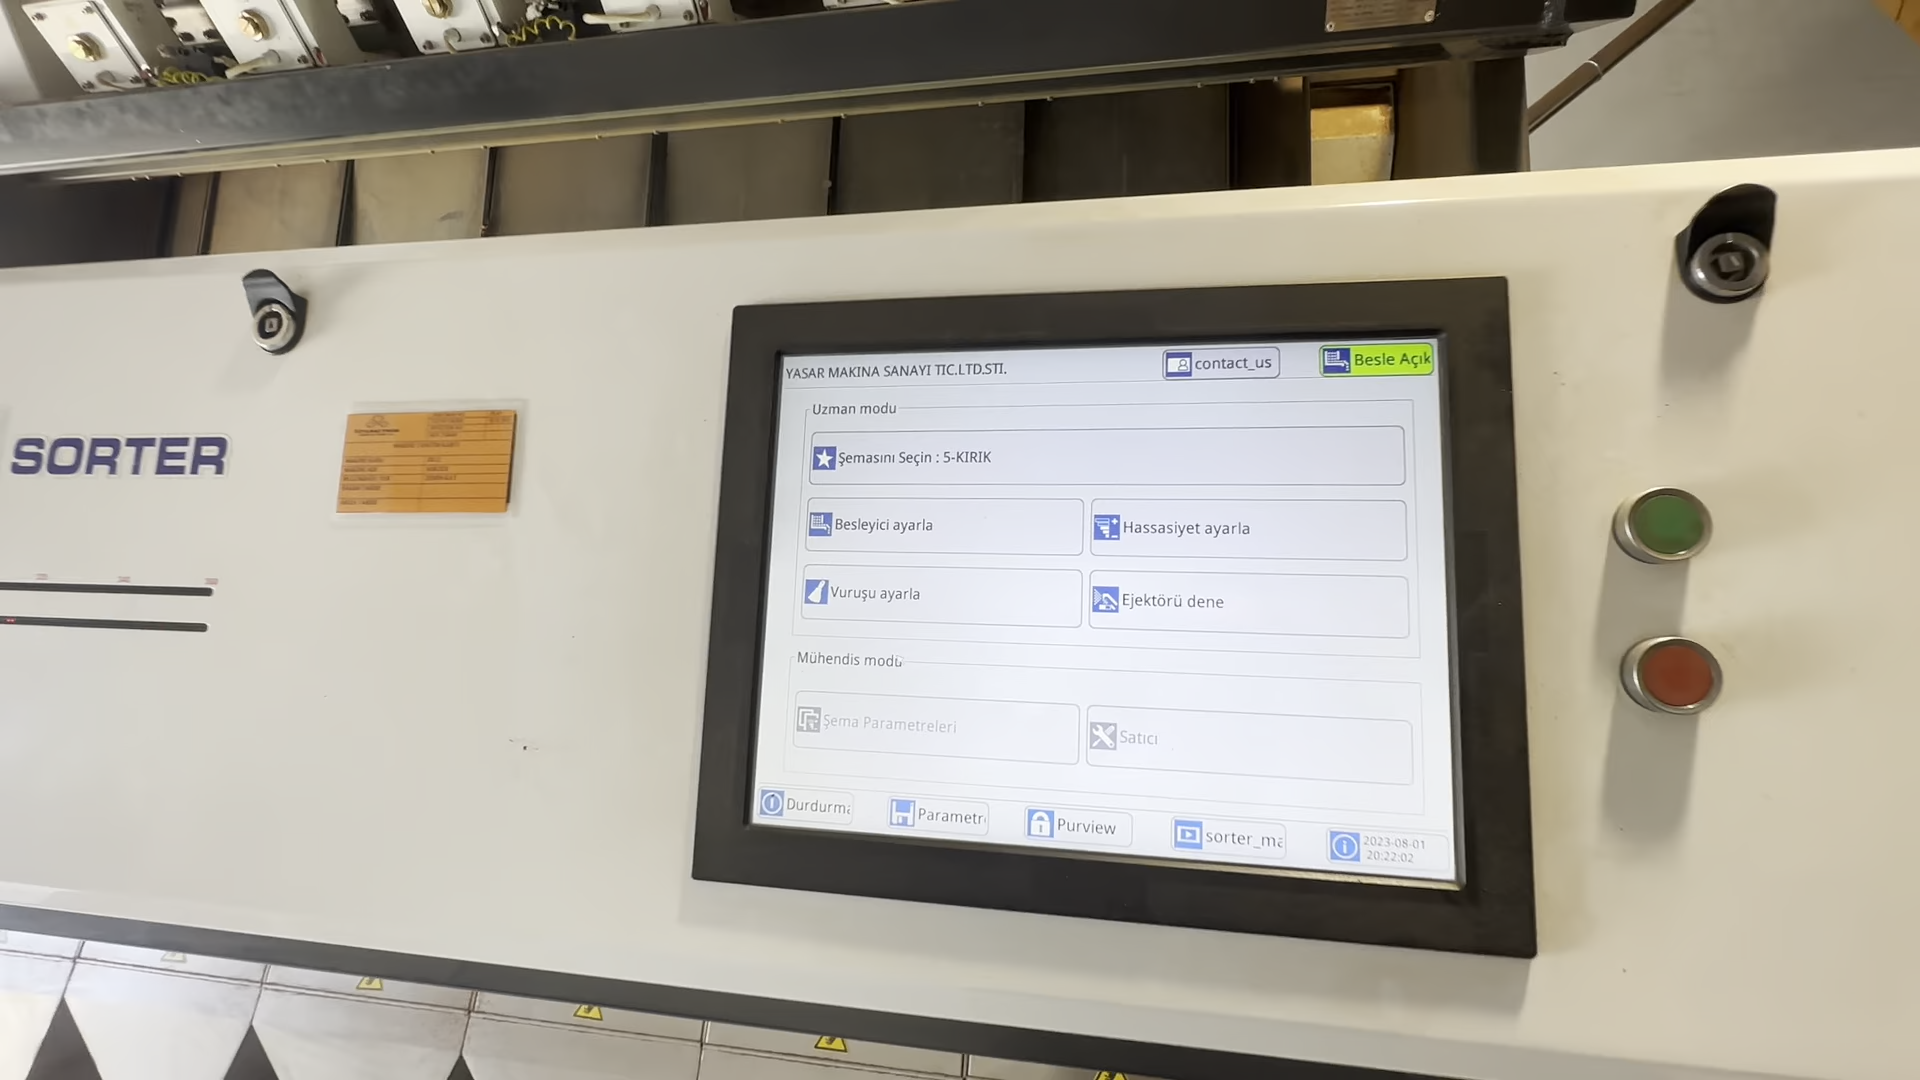 SORTER
YASAR MAKINA SANAYI TIC.LTD.STI.
contact_us
Besle Açık
Uzman modu
Şemasını Seçin : 5-KIRIK
Besleyici ayarla
Hassasiyet ayarla
Vuruşu ayarla
Ejektörü dene
Mühendis modu
Şema Parametreleri
Satıcı
Durdurma
Parametr
Purview
sorter_ma
2023-08-01
20:22:02